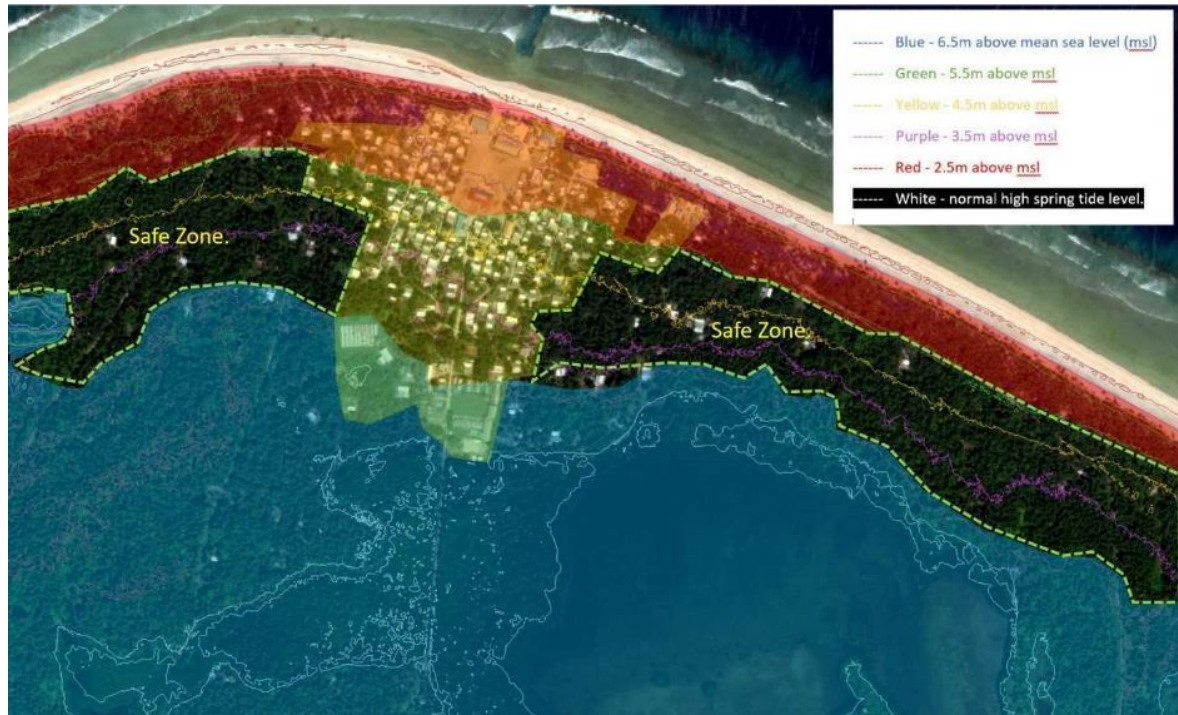 ------ Blue - 6.5m above mean sea level (msl)
------ Green - 5.5m above msl
------ Yellow - 4.5m above msl
------ Purple - 3.5m above msl
------ Red - 2.5m above msl
------ White - normal high spring tide level.
Safe Zone.
Safe Zone.